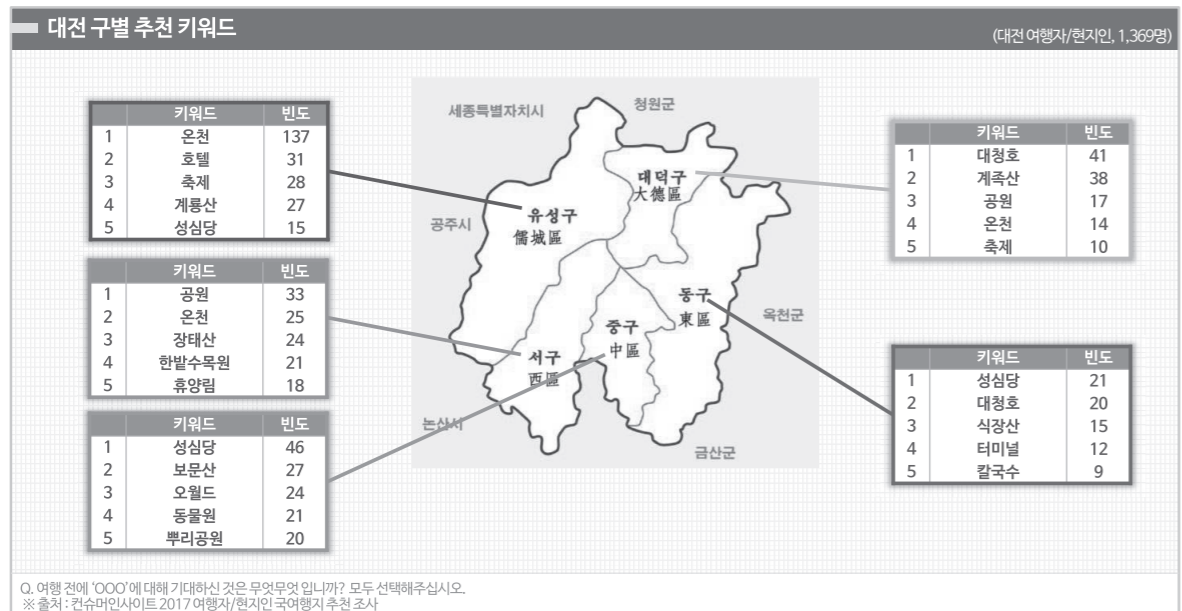 대전 구별 추천 키워드
(대전 여행자/현지인, 1,369명)
키워드 빈도
1 온천 137
2 호텔 31
3 축제 28
4 계룡산 27
5 성심당 15
키워드 빈도
1 공원 33
2 온천 25
3 장태산 24
4 한밭수목원 21
5 휴양림 18
키워드 빈도
1 성심당 46
2 보문산 27
3 오월드 24
4 동물원 21
5 뿌리공원 20
세종특별자치시
청원군
대덕구
大德區
유성구
儒城區
공주시
동구
東區
옥천군
중구
中區
서구
西區
논산시
금산군
키워드 빈도
1 대청호 41
2 계족산 38
3 공원 17
4 온천 14
5 축제 10
키워드 빈도
1 성심당 21
2 대청호 20
3 식장산 15
4 터미널 12
5 칼국수 9
Q. 여행 전에 ‘OOO’에 대해 기대하신 것은 무엇무엇 입니까? 모두 선택해주십시오.
※ 출처 : 컨슈머인사이트 2017 여행자/현지인 국여행지 추천 조사